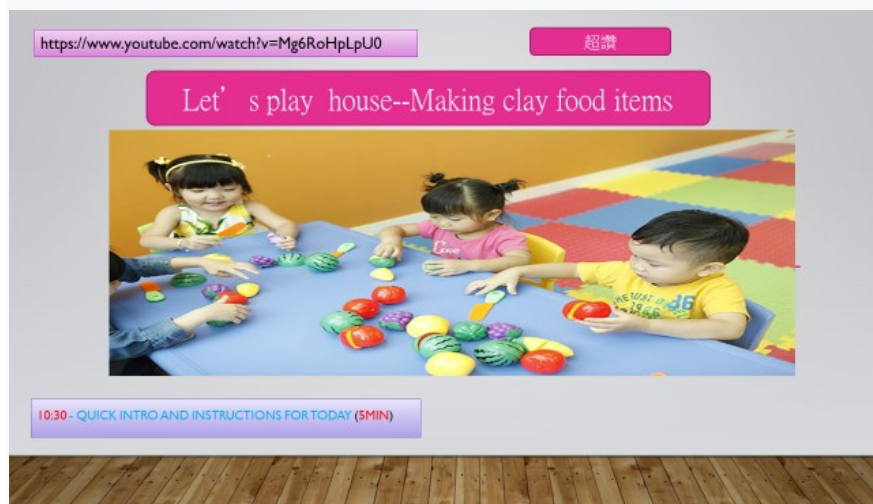 https://www.youtube.com/watch?v=Mg6RoHpLpU0
超讚
Let’ s play house--Making clay food items
Love
10:30 - QUICK INTRO AND INSTRUCTIONS FOR TODAY (5MIN)